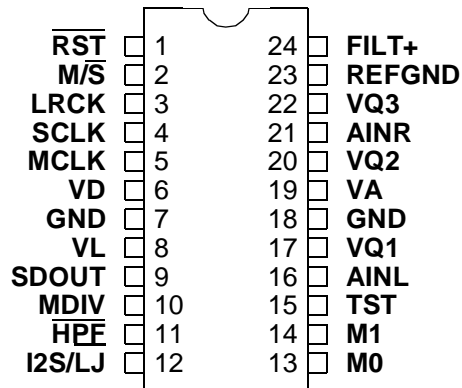 R̅S̅T̅ 1 24 FILT+
M/S̅ 2 23 REFGND
LRCK 3 22 VQ3
SCLK 4 21 AINR
MCLK 5 20 VQ2
VD 6 19 VA
GND 7 18 GND
VL 8 17 VQ1
SDOUT 9 16 AINL
MDIV 10 15 TST
H̅P̅F̅ 11 14 M1
I2S/LJ 12 13 M0